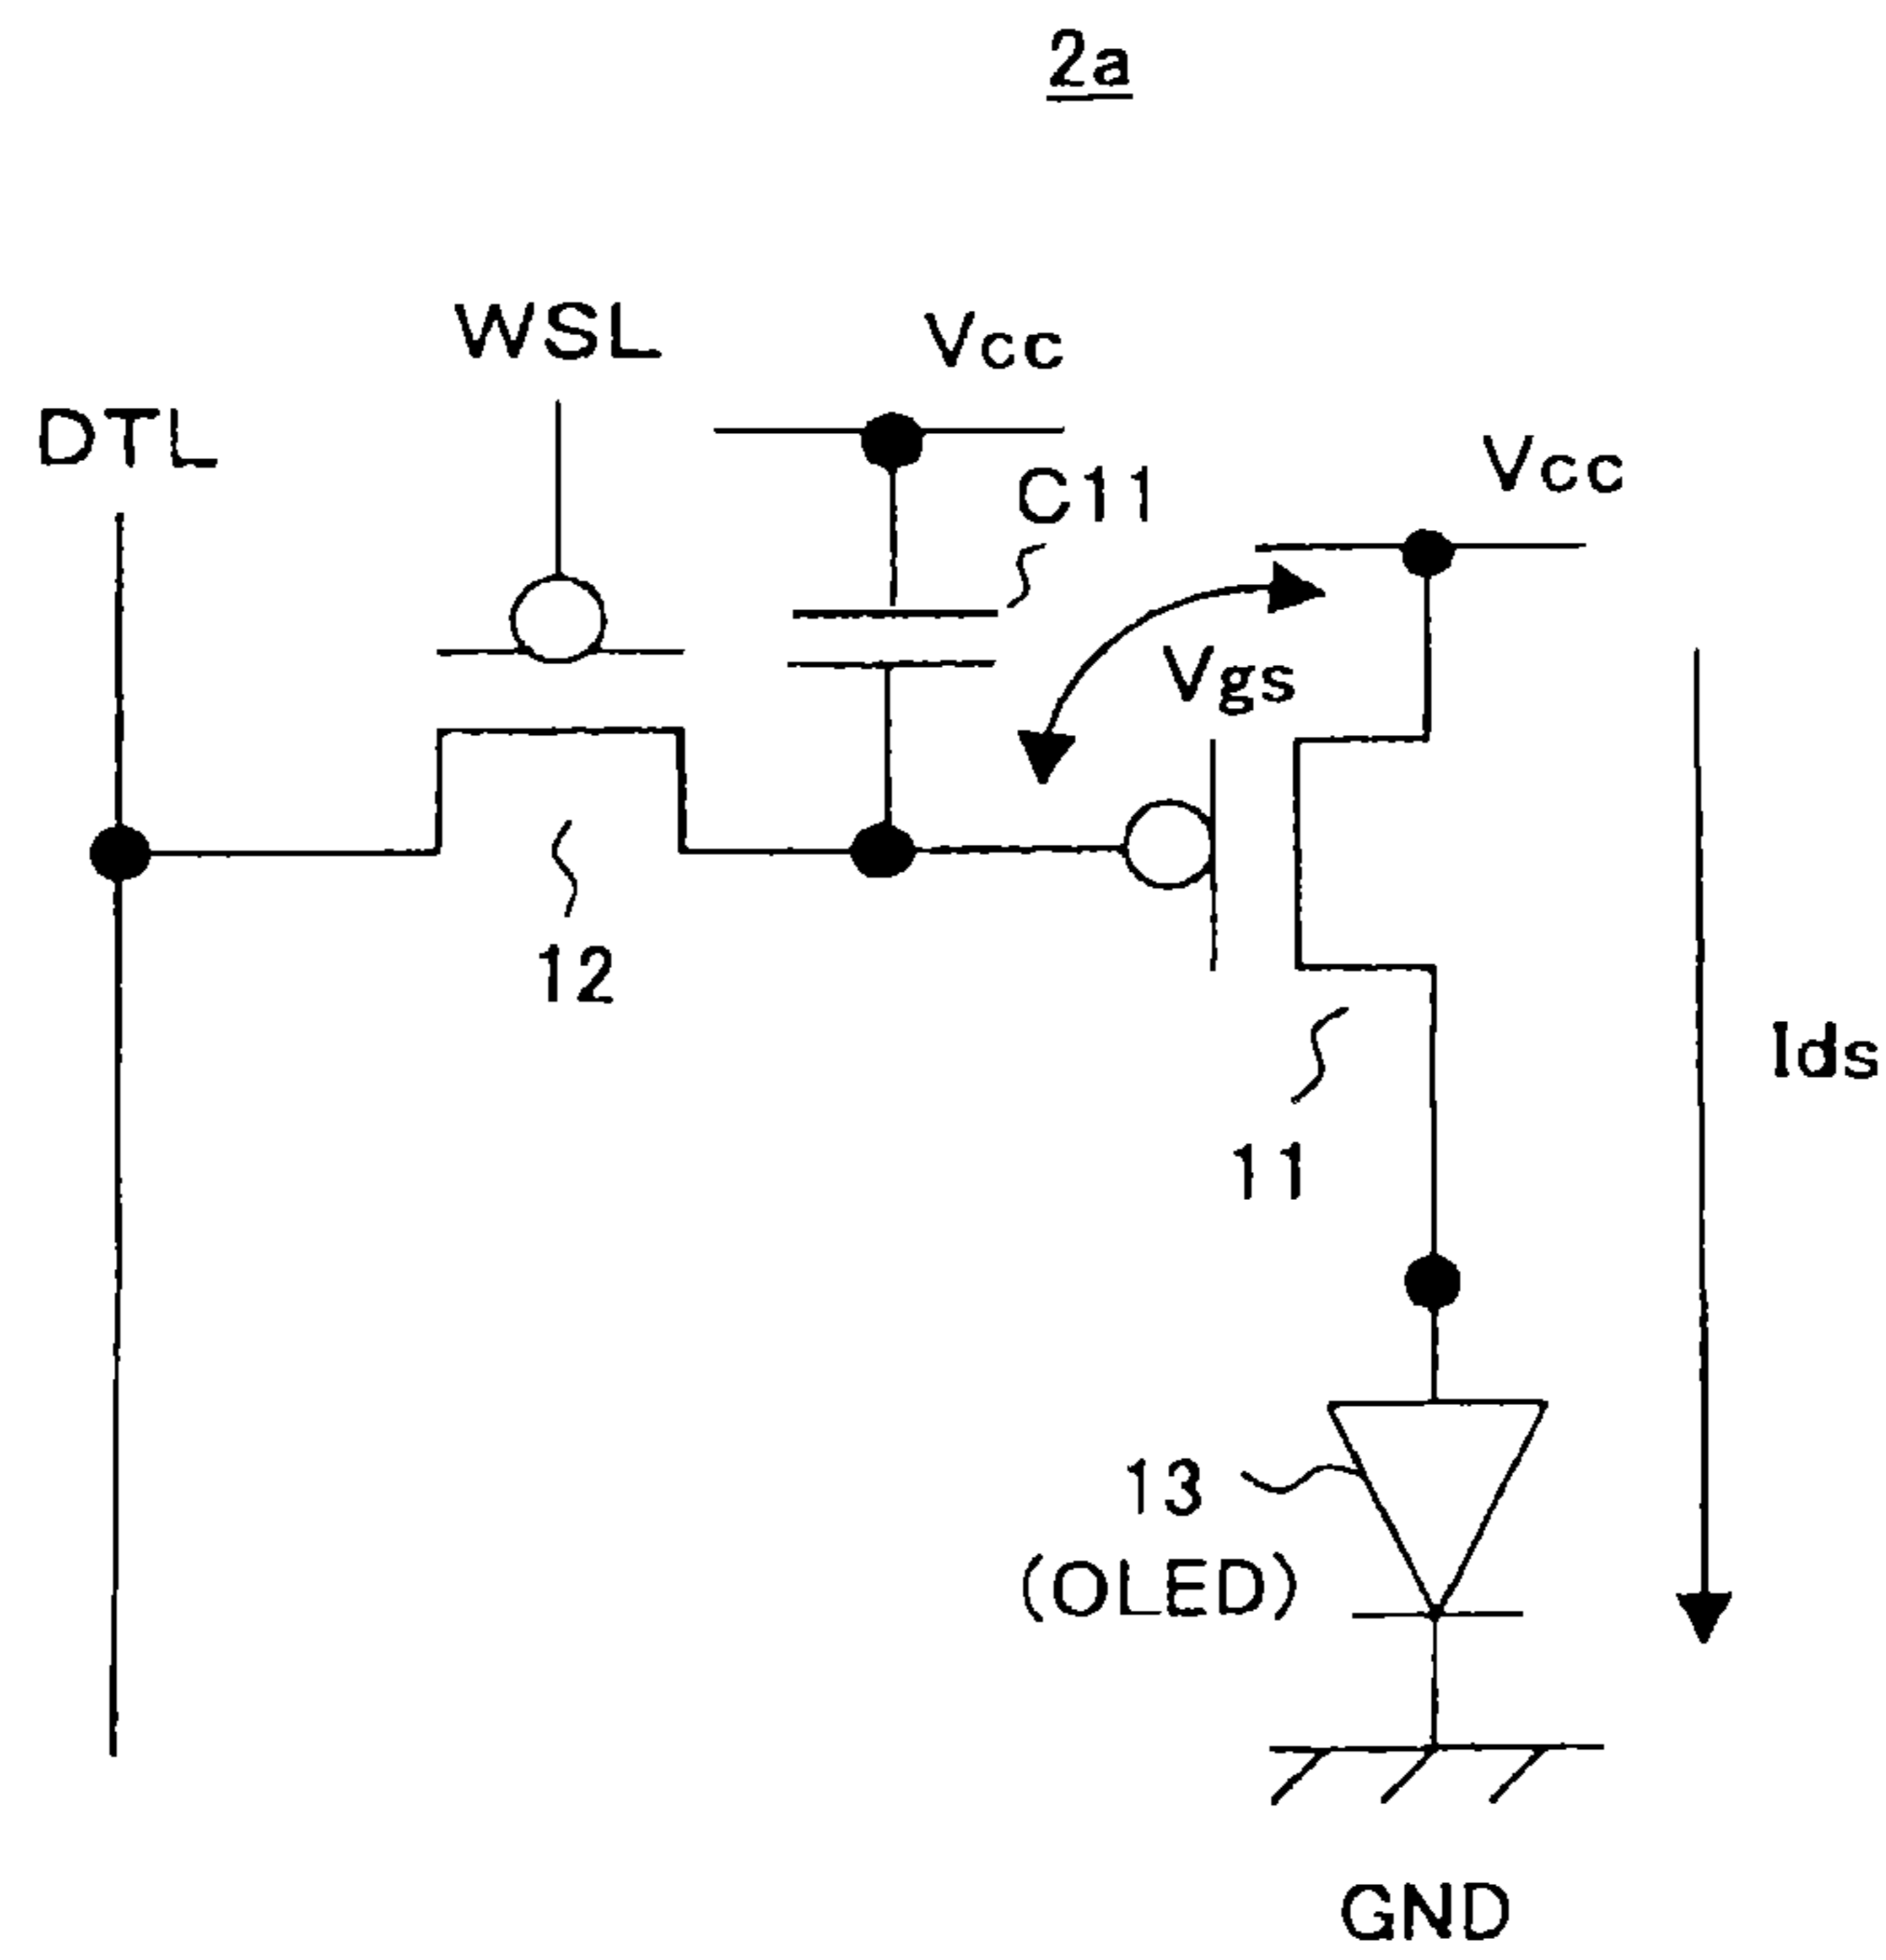 2a
WSL
Vcc
DTL
Vcc
C11
Vgs
12
Ids
11
13
(OLED)
GND